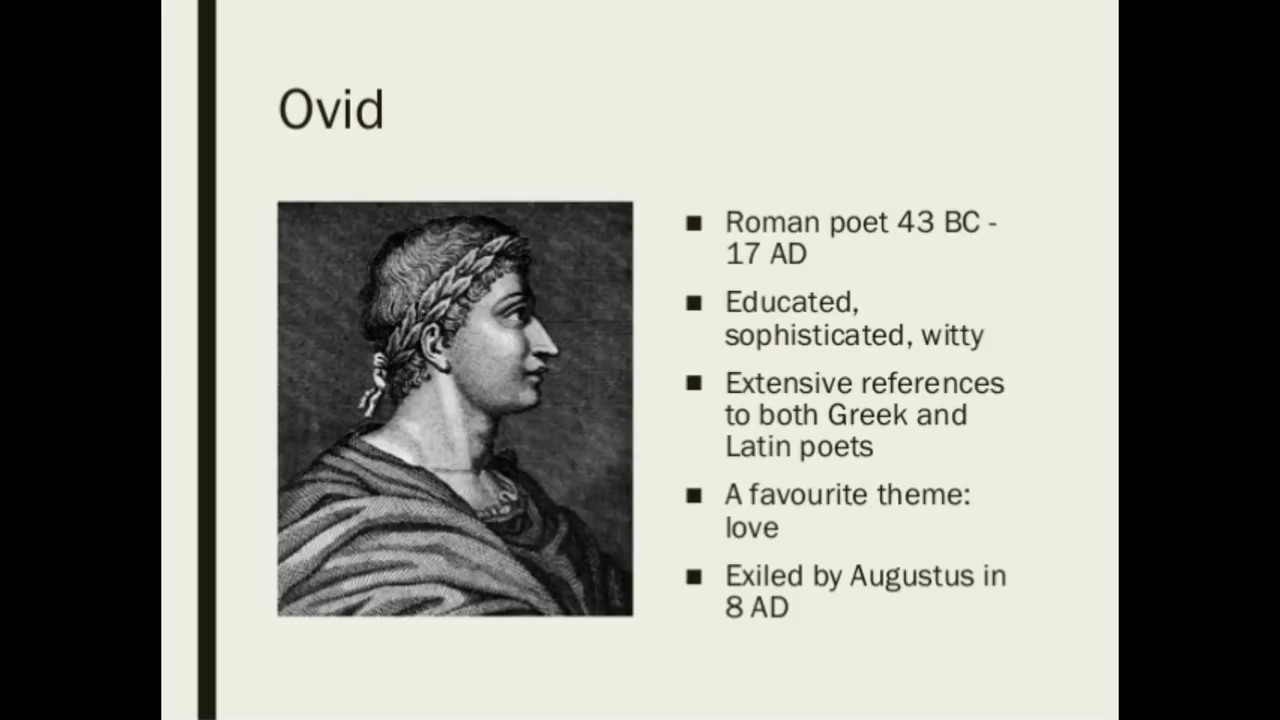 Ovid
■ Roman poet 43 BC -
17 AD
■ Educated,
sophisticated, witty
■ Extensive references
to both Greek and
Latin poets
■ A favourite theme:
love
■ Exiled by Augustus in
8 AD